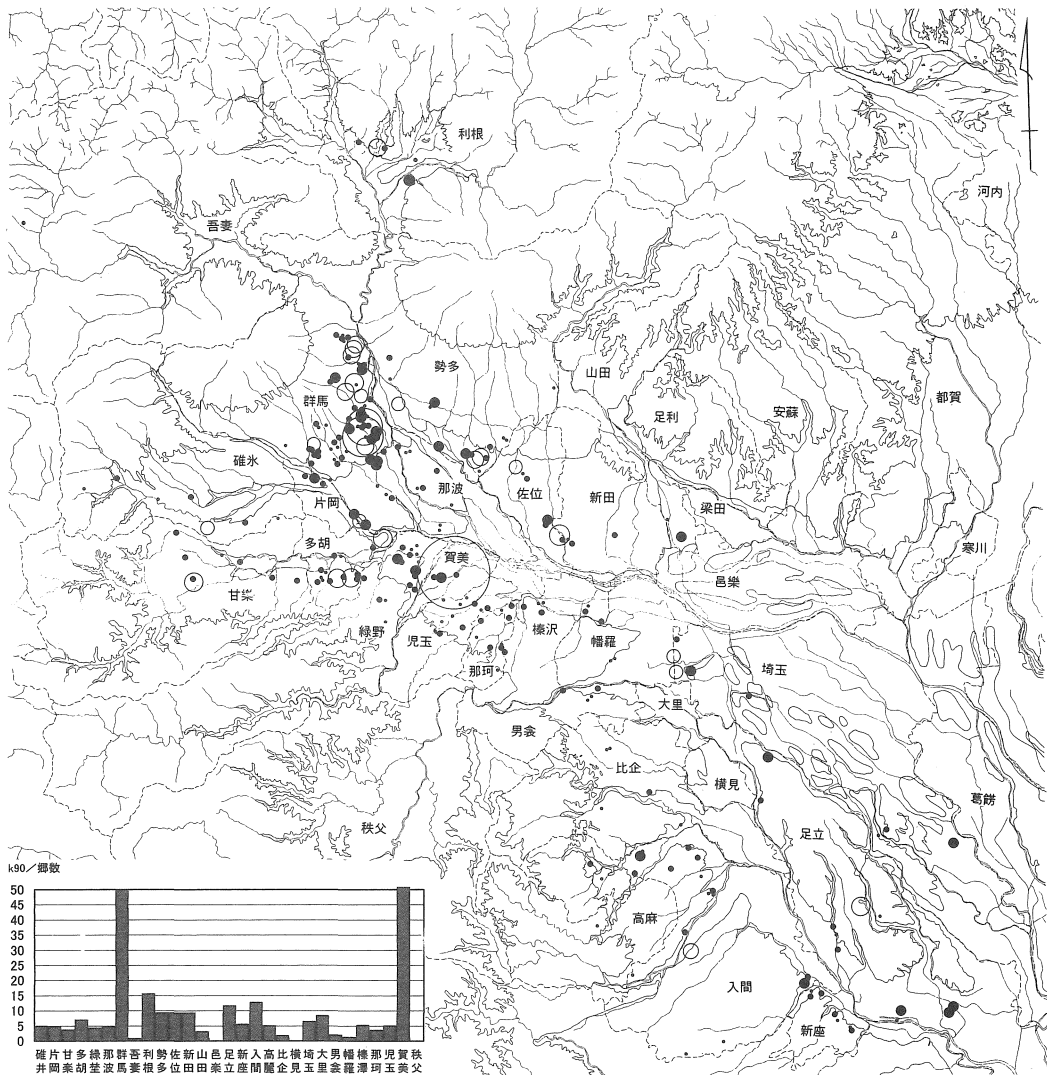 利根
河内
吾妻
勢多
山田
都賀
足利
安蘇
群馬
碓氷
那波
佐位
新田
梁田
片岡
多胡
賀美
寒川
邑樂
甘楽
緑野
児玉
榛沢
幡羅
那珂
埼玉
大里
男衾
比企
横見
葛餝
秩父
足立
高麻
入間
新座
k90／郷数
50
45
40
35
30
25
20
15
10
5
0
碓井
片岡
甘楽
多胡
緑埜
那波
群馬
吾妻
利根
勢多
佐位
新田
山田
邑楽
足立
新座
入間
高麗
比企
横見
埼玉
大里
男衾
幡羅
榛澤
那珂
児玉
賀美
秩父